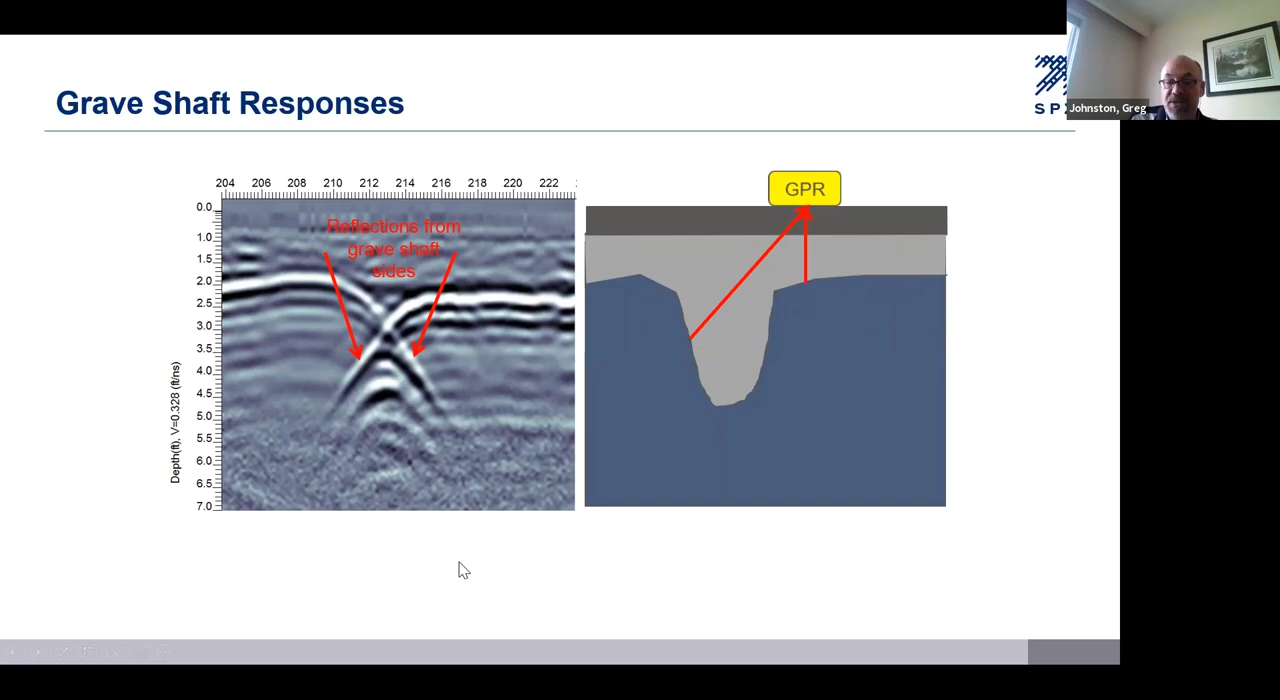 Grave Shaft Responses
SP
Johnston, Greg
204 206 208 210 212 214 216 218 220 222
0.0
1.0
1.5
2.0
2.5
3.0
3.5
4.0
4.5
5.0
5.5
6.0
6.5
7.0
Depth(ft), V=0.328 (ft/ns)
Reflections from
grave shaft
sides
GPR